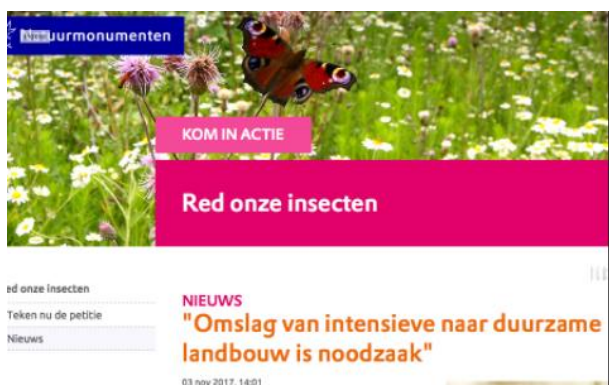 Natuurmonumenten
KOM IN ACTIE
Red onze insecten
ed onze insecten
Teken nu de petitie
Nieuws
NIEUWS
"Omslag van intensieve naar duurzame
landbouw is noodzaak"
03 nov 2017, 14:01